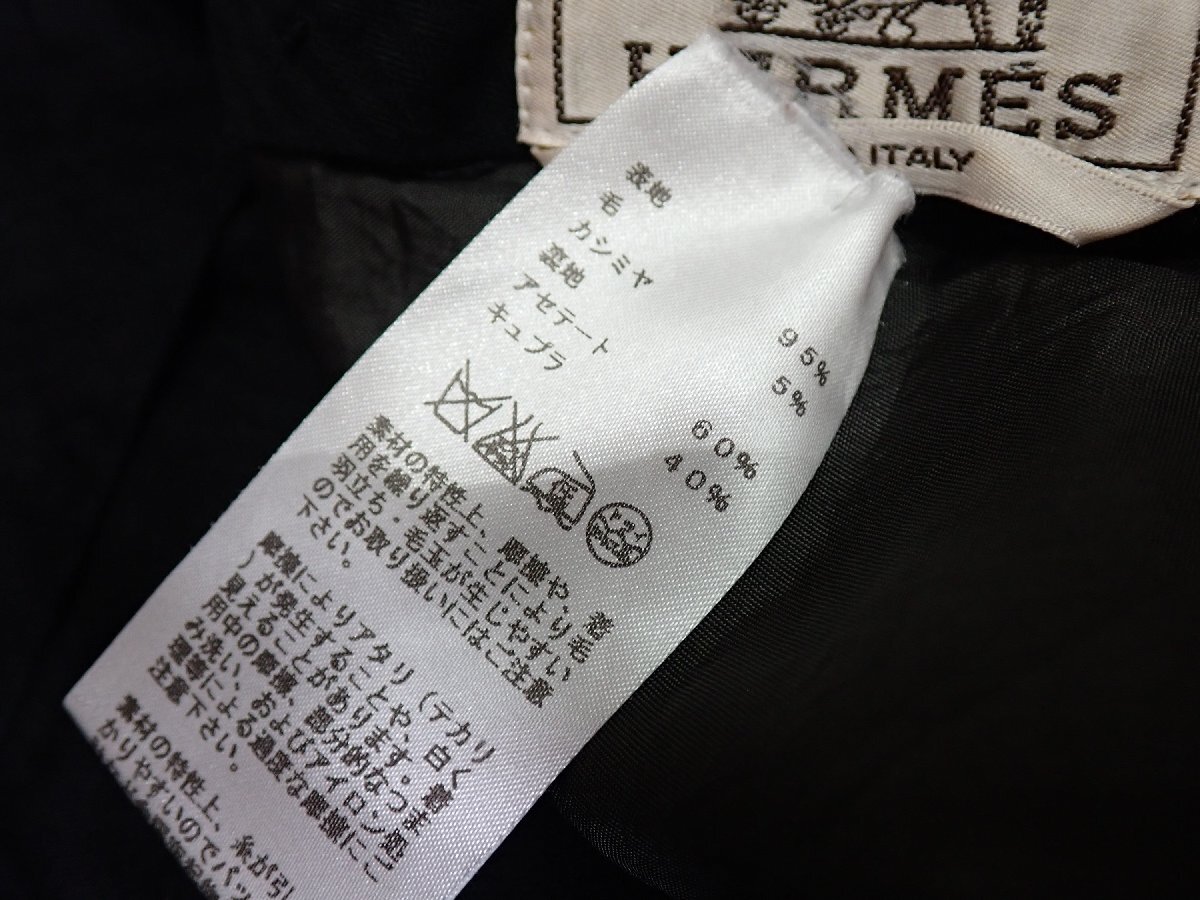 HERMÈS
ITALY
表地
毛 95%
カシミヤ 5%
裏地
アセテート 60%
キュプラ 40%
素材の特性上、摩擦や、着
用を繰り返すことにより毛
羽立ち・毛玉が生じやすい
のでお取り扱いにはご注意
下さい。
摩擦によりアタリ（テカリ
）が発生することや、白く
見えることがあります。着
用中の摩擦、部分的なつま
み洗い、およびアイロン処
理等による過度な摩擦にご
注意下さい。
素材の特性上、糸が引
かりやすいのでバッ